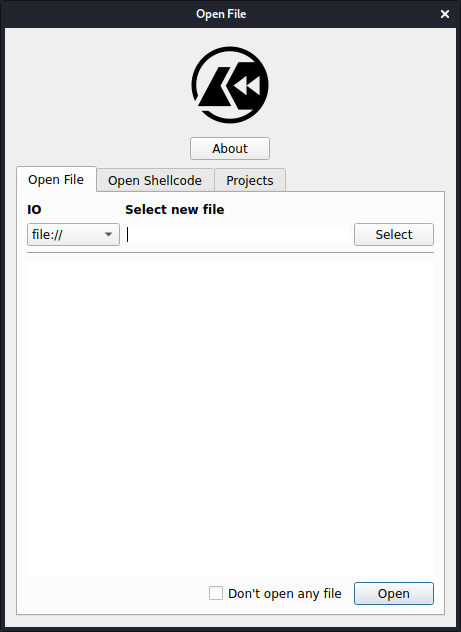 Open File
About
Open File Open Shellcode Projects
IO Select new file
file:// Select
Don't open any file Open